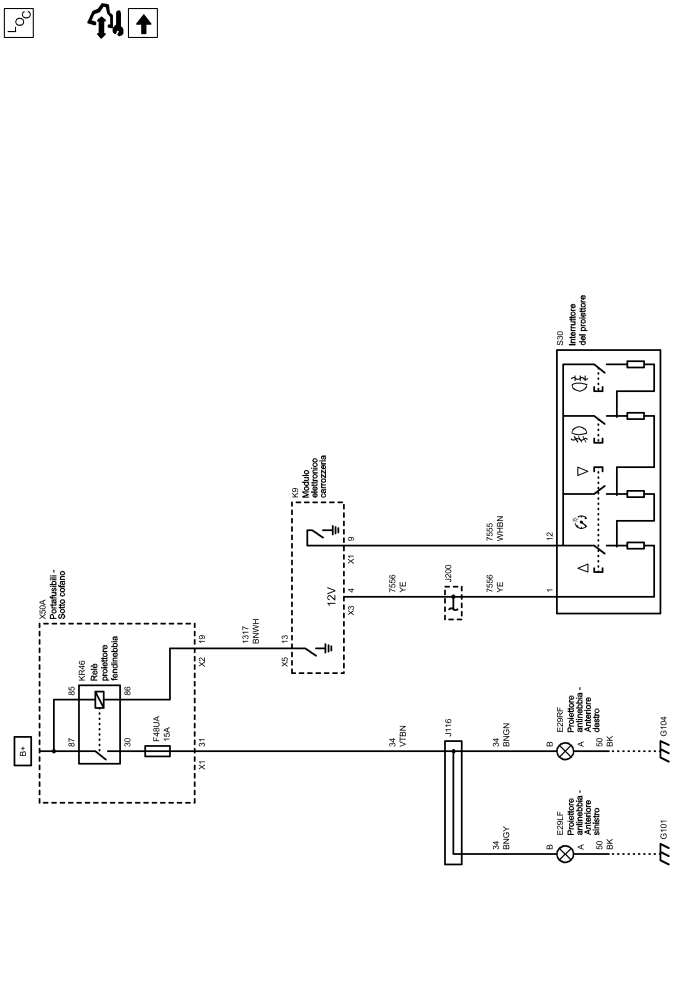 LOC
B+
X50A
Portafusibili -
Sotto cofano
KR46
Relè
proiettore
fendinebbia
85
86
87
30
F48UA
15A
X1
31
X2
19
1317
BNWH
K9
Modulo
elettronico
carrozzeria
X5
13
12V
X3
4
X1
9
7556
YE
J200
7556
YE
7555
WHBN
1
12
S30
Interruttore
del proiettore
34
VTBN
J116
34
BNGY
34
BNGN
B
A
E29LF
Proiettore
antinebbia -
Anteriore
sinistro
50
BK
G101
B
A
E29RF
Proiettore
antinebbia -
Anteriore
destro
50
BK
G104